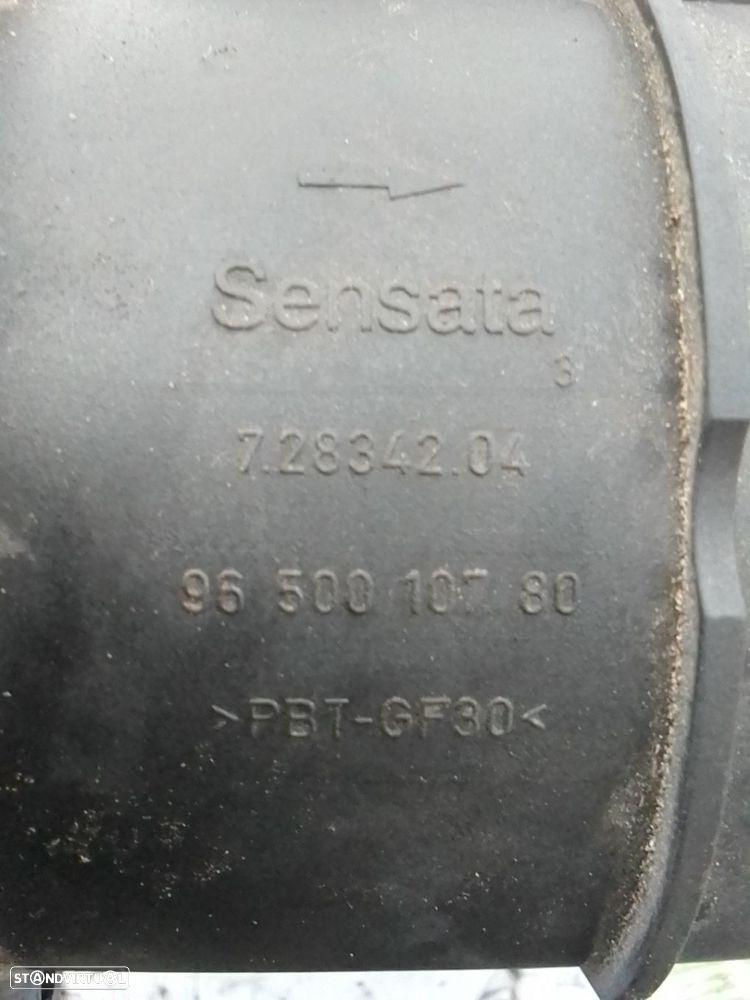 Sensata
3
7.28342.04
96 500 107 80
>PBT-GF30<
STANDVIRTUAL